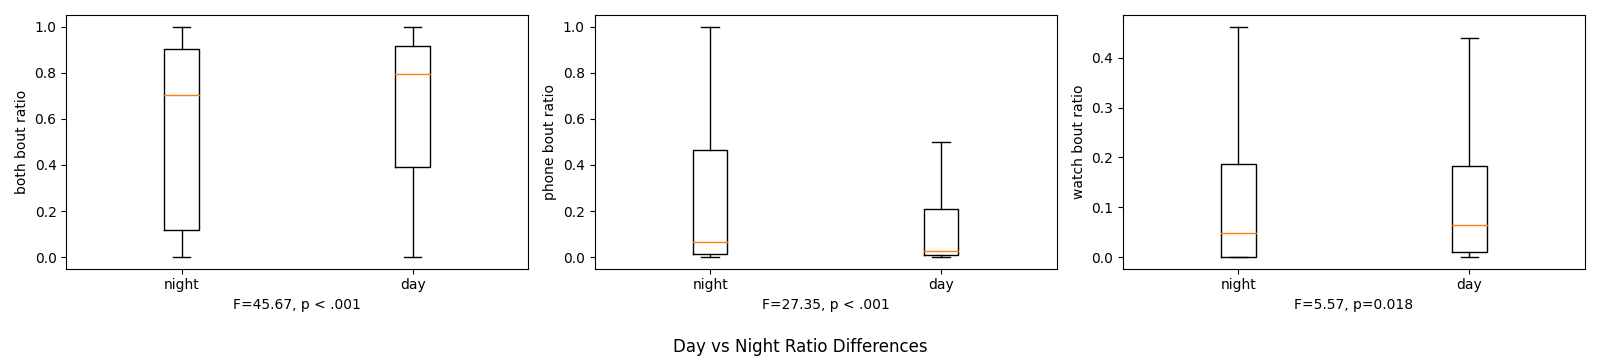 both bout ratio
1.0
0.8
0.6
0.4
0.2
0.0
night
day
F=45.67, p < .001
phone bout ratio
1.0
0.8
0.6
0.4
0.2
0.0
night
day
F=27.35, p < .001
watch bout ratio
0.4
0.3
0.2
0.1
0.0
night
day
F=5.57, p=0.018
Day vs Night Ratio Differences